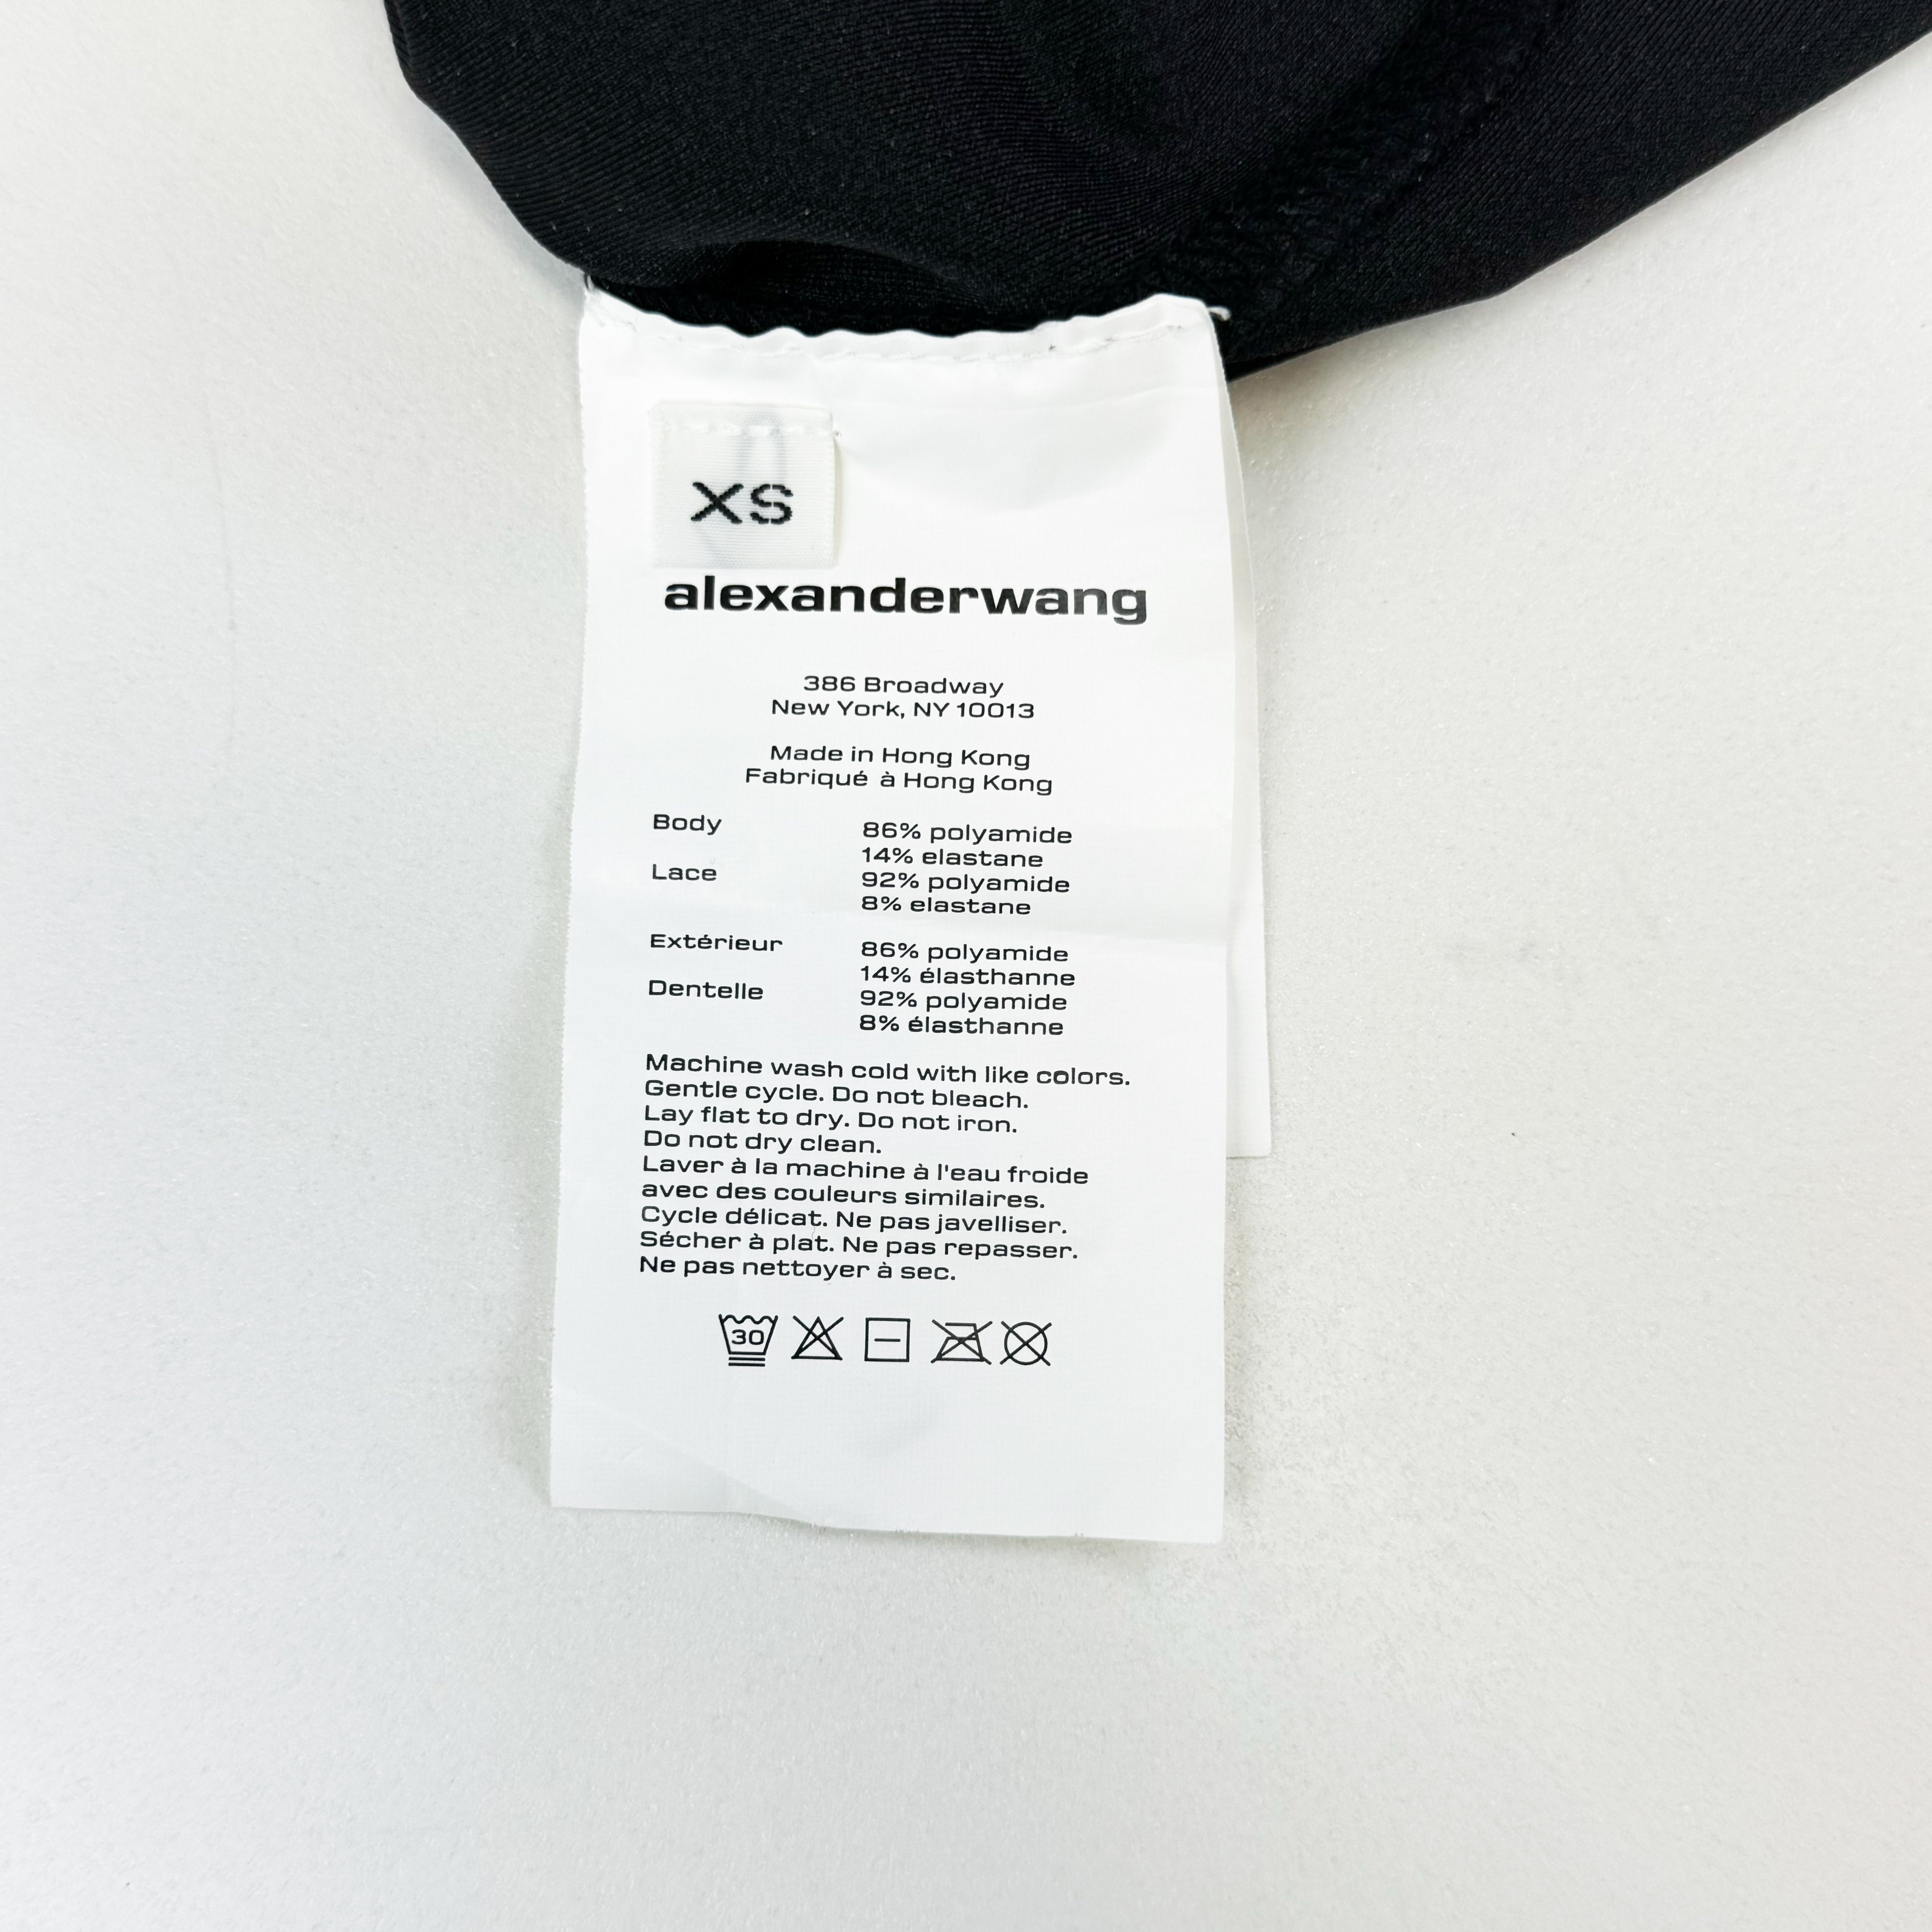 XS
alexanderwang
386 Broadway
New York, NY 10013
Made in Hong Kong
Fabriqué à Hong Kong
Body 86% polyamide
14% elastane
Lace 92% polyamide
8% elastane
Extérieur 86% polyamide
14% élasthanne
Dentelle 92% polyamide
8% élasthanne
Machine wash cold with like colors.
Gentle cycle. Do not bleach.
Lay flat to dry. Do not iron.
Do not dry clean.
Laver à la machine à l'eau froide
avec des couleurs similaires.
Cycle délicat. Ne pas javelliser.
Sécher à plat. Ne pas repasser.
Ne pas nettoyer à sec.
30